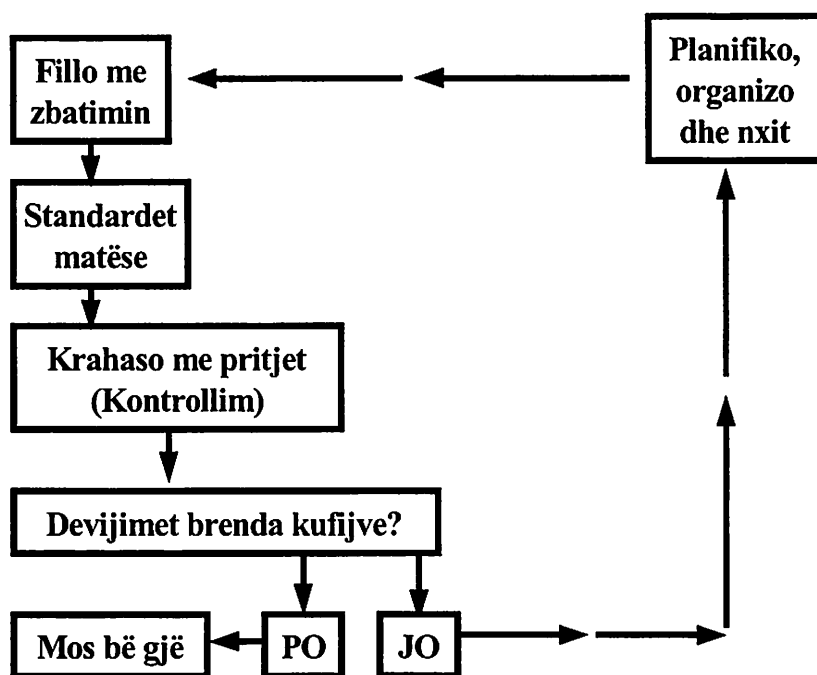 Fillo me
zbatimin
Planifiko,
organizo
dhe nxit
Standardet
matëse
Krahaso me pritjet
(Kontrollim)
Devijimet brenda kufijve?
Mos bë gjë
PO
JO